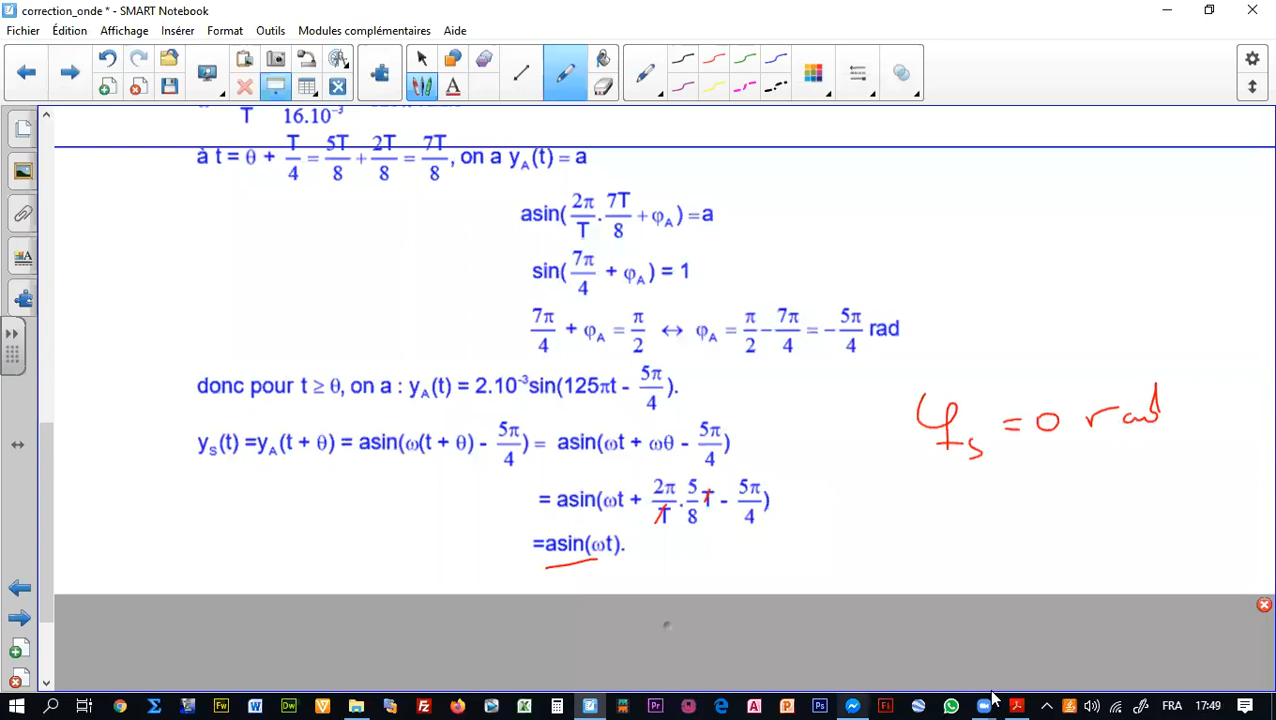 correction_onde * - SMART Notebook
Fichier Édition Affichage Insérer Format Outils Modules complémentaires Aide
T 16.10⁻³
à t = θ + T/4 = 5T/8 + 2T/8 = 7T/8, on a y_A(t) = a
asin(2π/T . 7T/8 + φ_A) = a
sin(7π/4 + φ_A) = 1
7π/4 + φ_A = π/2 ↔ φ_A = π/2 − 7π/4 = − 5π/4 rad
donc pour t ≥ θ, on a : y_A(t) = 2.10⁻³sin(125πt - 5π/4).
φ_s = 0 rad
y_S(t) =y_A(t + θ) = asin(ω(t + θ) - 5π/4) = asin(ωt + ωθ - 5π/4)
= asin(ωt + 2π/T . 5/8 T - 5π/4)
=asin(ωt).
FRA 17:49